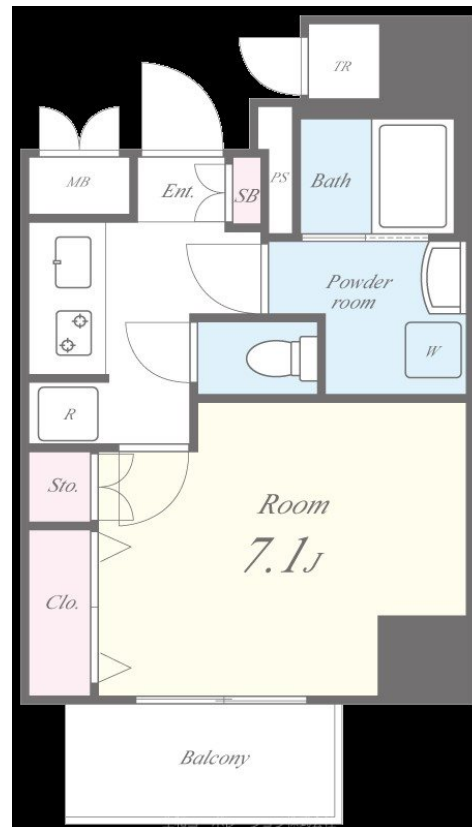 TR
MB
Ent.
SB
PS
Bath
Powder
room
W
R
Sto.
Room
7.1J
Clo.
Balcony